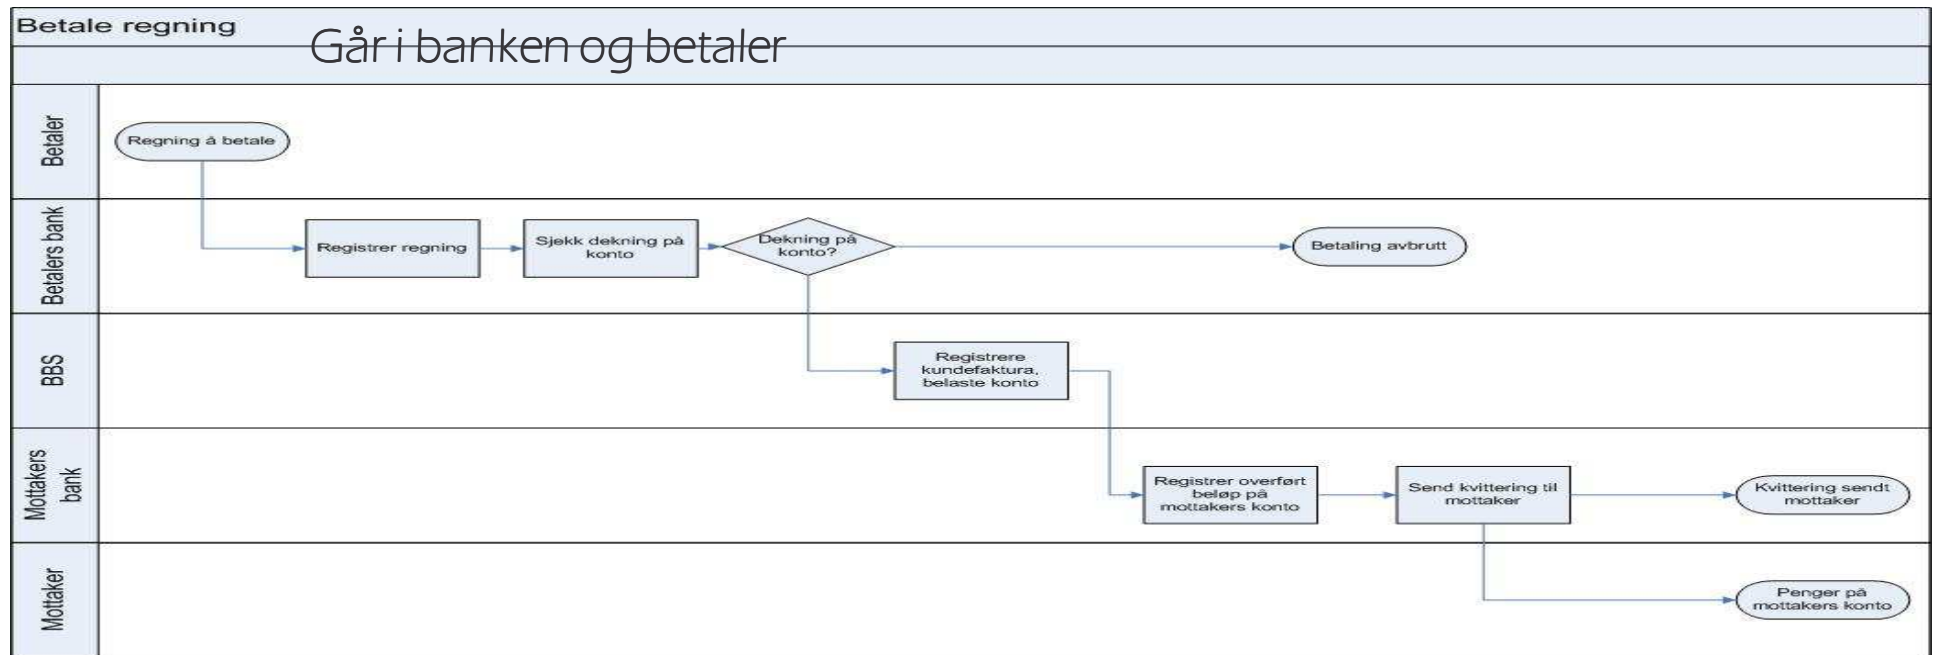 Betale regning
Går i banken og betaler
Betaler
Regning å betale
Betalers bank
Registrer regning
Sjekk dekning på
konto
Dekning på
konto?
Betaling avbrutt
BBS
Registrere
kundefaktura,
belaste konto
Mottakers
bank
Registrer overført
beløp på
mottakers konto
Send kvittering til
mottaker
Kvittering sendt
mottaker
Mottaker
Penger på
mottakers konto